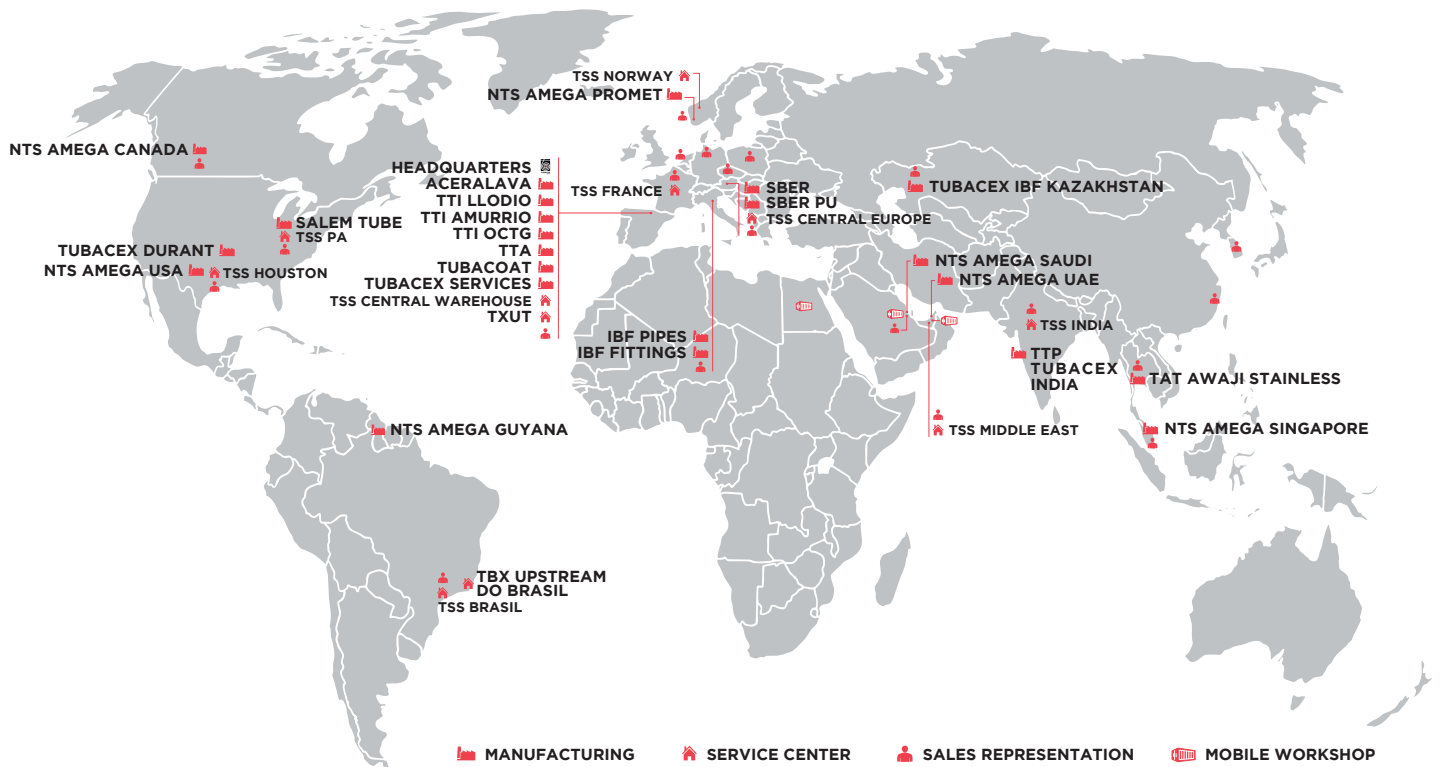 TSS NORWAY
NTS AMEGA PROMET
NTS AMEGA CANADA
HEADQUARTERS
ACERALAVA
TTI LLODIO
TTI AMURRIO
TTI OCTG
TTA
TUBACOAT
TUBACEX SERVICES
TSS CENTRAL WAREHOUSE
TXUT
TSS FRANCE
SBER
SBER PU
TSS CENTRAL EUROPE
TUBACEX IBF KAZAKHSTAN
SALEM TUBE
TSS PA
TUBACEX DURANT
NTS AMEGA USA
TSS HOUSTON
NTS AMEGA SAUDI
NTS AMEGA UAE
IBF PIPES
IBF FITTINGS
TSS INDIA
TTP
TUBACEX
INDIA
TAT AWAJI STAINLESS
NTS AMEGA GUYANA
TSS MIDDLE EAST
NTS AMEGA SINGAPORE
TBX UPSTREAM
DO BRASIL
TSS BRASIL
MANUFACTURING
SERVICE CENTER
SALES REPRESENTATION
MOBILE WORKSHOP